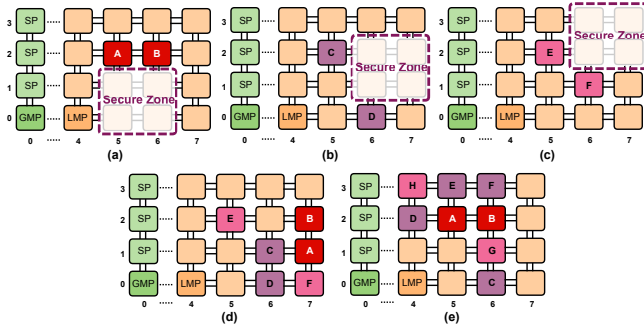 3 SP
2 SP A B
1 SP Secure Zone
0 GMP LMP
0 4 5 6 7
(a)
3 SP
2 SP C
Secure Zone
1 SP
0 GMP LMP D
0 4 5 6 7
(b)
3 SP
Secure Zone
2 SP E
1 SP F
0 GMP LMP
0 4 5 6 7
(c)
3 SP
2 SP E B
1 SP C A
0 GMP LMP D F
0 4 5 6 7
(d)
3 SP H E F
2 SP D A B
1 SP G
0 GMP LMP C
0 4 5 6 7
(e)